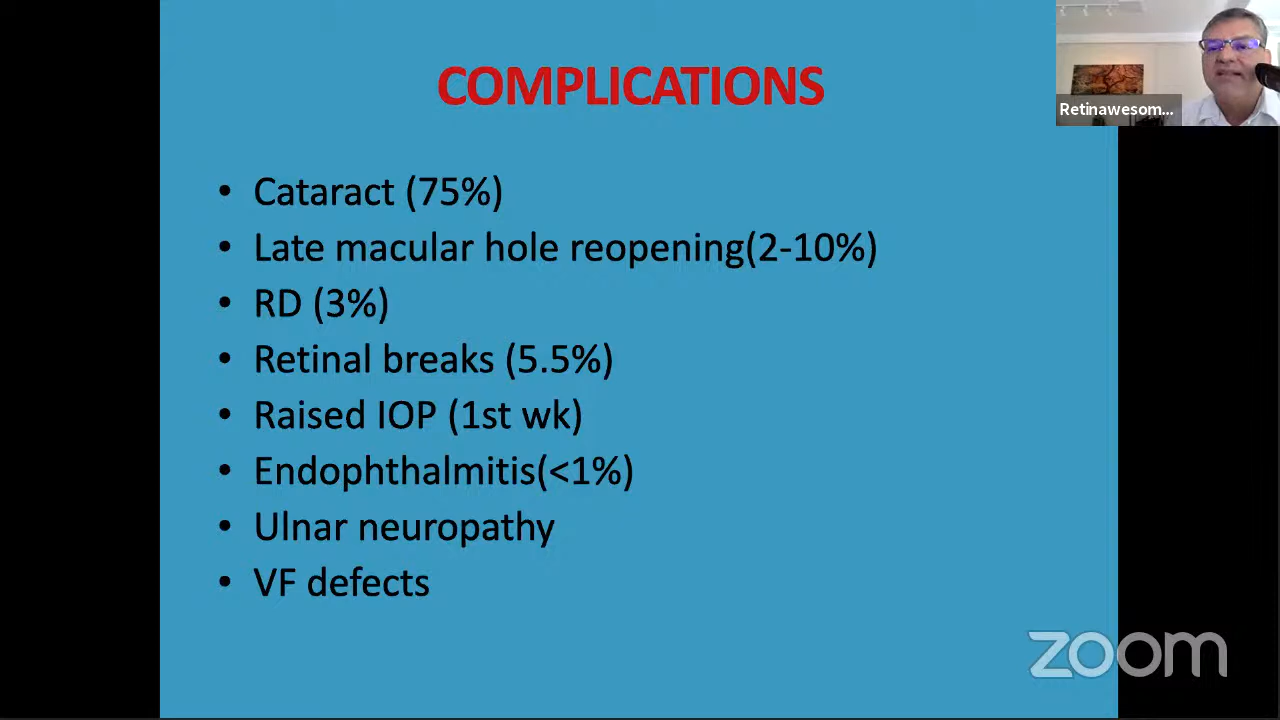 COMPLICATIONS
Retinawesom...
• Cataract (75%)
• Late macular hole reopening(2-10%)
• RD (3%)
• Retinal breaks (5.5%)
• Raised IOP (1st wk)
• Endophthalmitis(<1%)
• Ulnar neuropathy
• VF defects
zoom